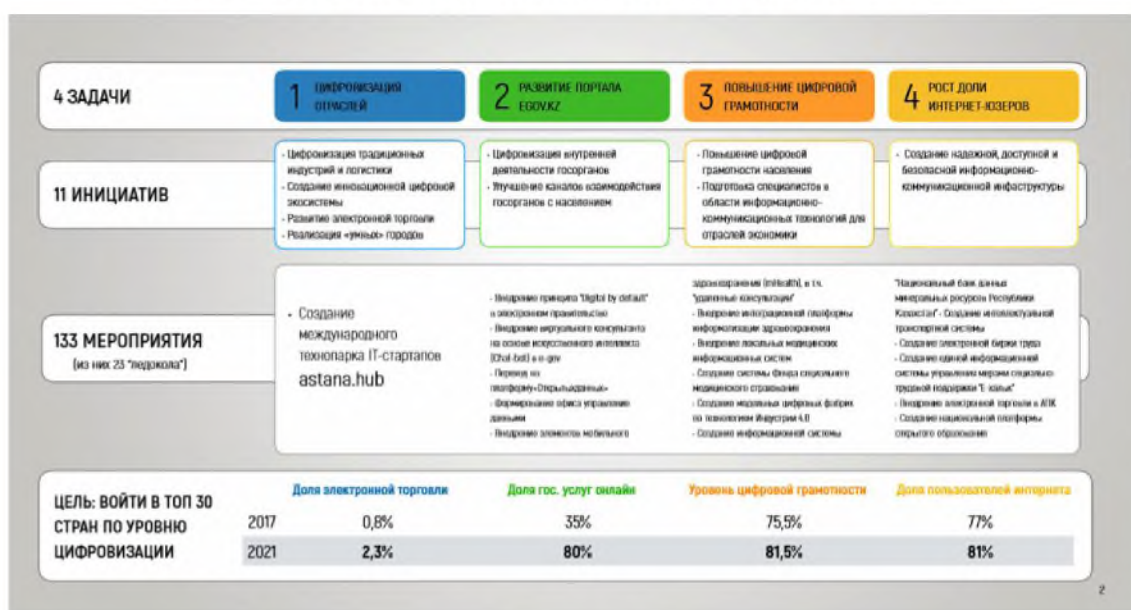 4 ЗАДАЧИ
1 ЦИФРОВИЗАЦИЯ
ОТРАСЛЕЙ
2 РАЗВИТИЕ ПОРТАЛА
EGOV.KZ
3 ПОВЫШЕНИЕ ЦИФРОВОЙ
ГРАМОТНОСТИ
4 РОСТ ДОЛИ
ИНТЕРНЕТ-ЮЗЕРОВ
11 ИНИЦИАТИВ
- Цифровизация традиционных
индустрий и логистики
- Создание инновационной цифровой
экосистемы
- Развитие электронной торговли
- Реализация «умных» городов
- Цифровизация внутренней
деятельности госорганов
- Улучшение каналов взаимодействия
госорганов с населением
- Повышение цифровой
грамотности населения
- Подготовка специалистов в
области информационно-
коммуникационных технологий для
отраслей экономики
- Создание надежной, доступной и
безопасной информационно-
коммуникационной инфаструктуры
133 МЕРОПРИЯТИЯ
(из них 23 "ледокола")
- Создание
международного
технопарка IT-стартапов
astana.hub
- Внедрение принципа "Digital by default"
в электронном правительстве
- Внедрение виртуального консультанта
на основе искусственного интеллекта
(Chat-bot) в e-gov
- Перевод на
платформу«Открытыхданных»
- Формирование офиса управления
данными
- Внедрение элементов мобильного
здравоохранения (mHealth), в т.ч.
"удаленные консультации"
- Внедрение интеграционной платформы
информатизации здравоохранения
- Внедрение локальных медицинских
информационных систем
- Создание системы Фонда социального
медицинского страхования
- Создание модельных цифровых фабрик
по технологиям Индустрии 4.0
- Создание информационной системы
"Национальный банк данных
минеральных ресурсов Республики
Казахстан" - Создание интеллектуальной
транспортной системы
- Создание электронной биржи труда
- Создание единой информационной
системы управления мерами социально-
трудовой поддержки
- Внедрение электронной торговли в АПК
- Создание национальной платформы
открытого образования
ЦЕЛЬ: ВОЙТИ В ТОП 30
СТРАН ПО УРОВНЮ
ЦИФРОВИЗАЦИИ
Доля электронной торговли
Доля гос. услуг онлайн
Уровень цифровой грамотности
Доля пользователей интернета
2017 0,8% 35% 75,5% 77%
2021 2,3% 80% 81,5% 81%
2